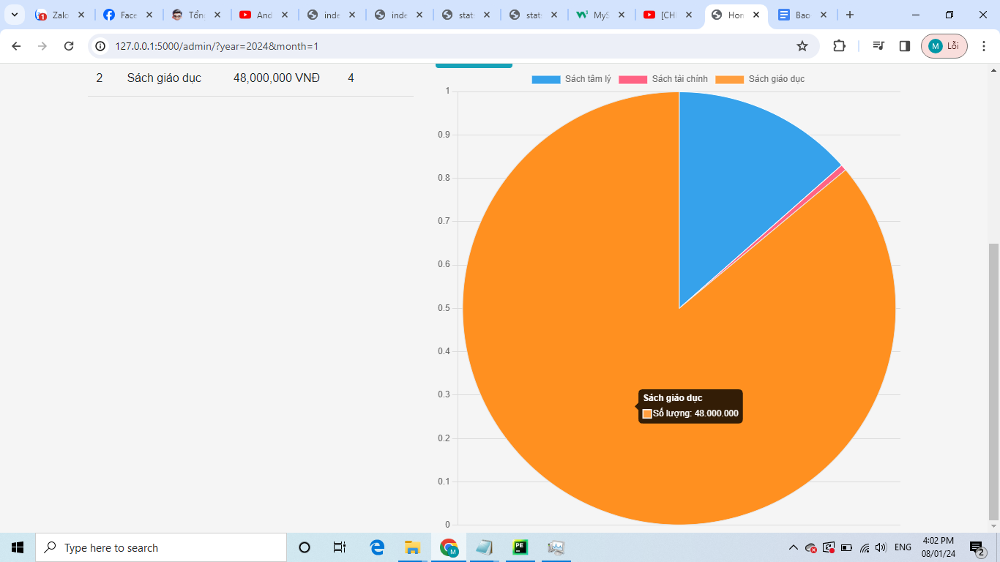 Zalo
Face
Tổn
And
inde
inde
stat
stat
MyS
[CH
Hon
Bao
127.0.0.1:5000/admin/?year=2024&month=1
M
Lỗi
2 Sách giáo dục 48,000,000 VNĐ 4
Sách tâm lý Sách tài chính Sách giáo dục
1
0.9
0.8
0.7
0.6
0.5
0.4
0.3
0.2
0.1
0
Sách giáo dục
Số lượng: 48.000.000
Type here to search
ENG
4:02 PM
08/01/24
2